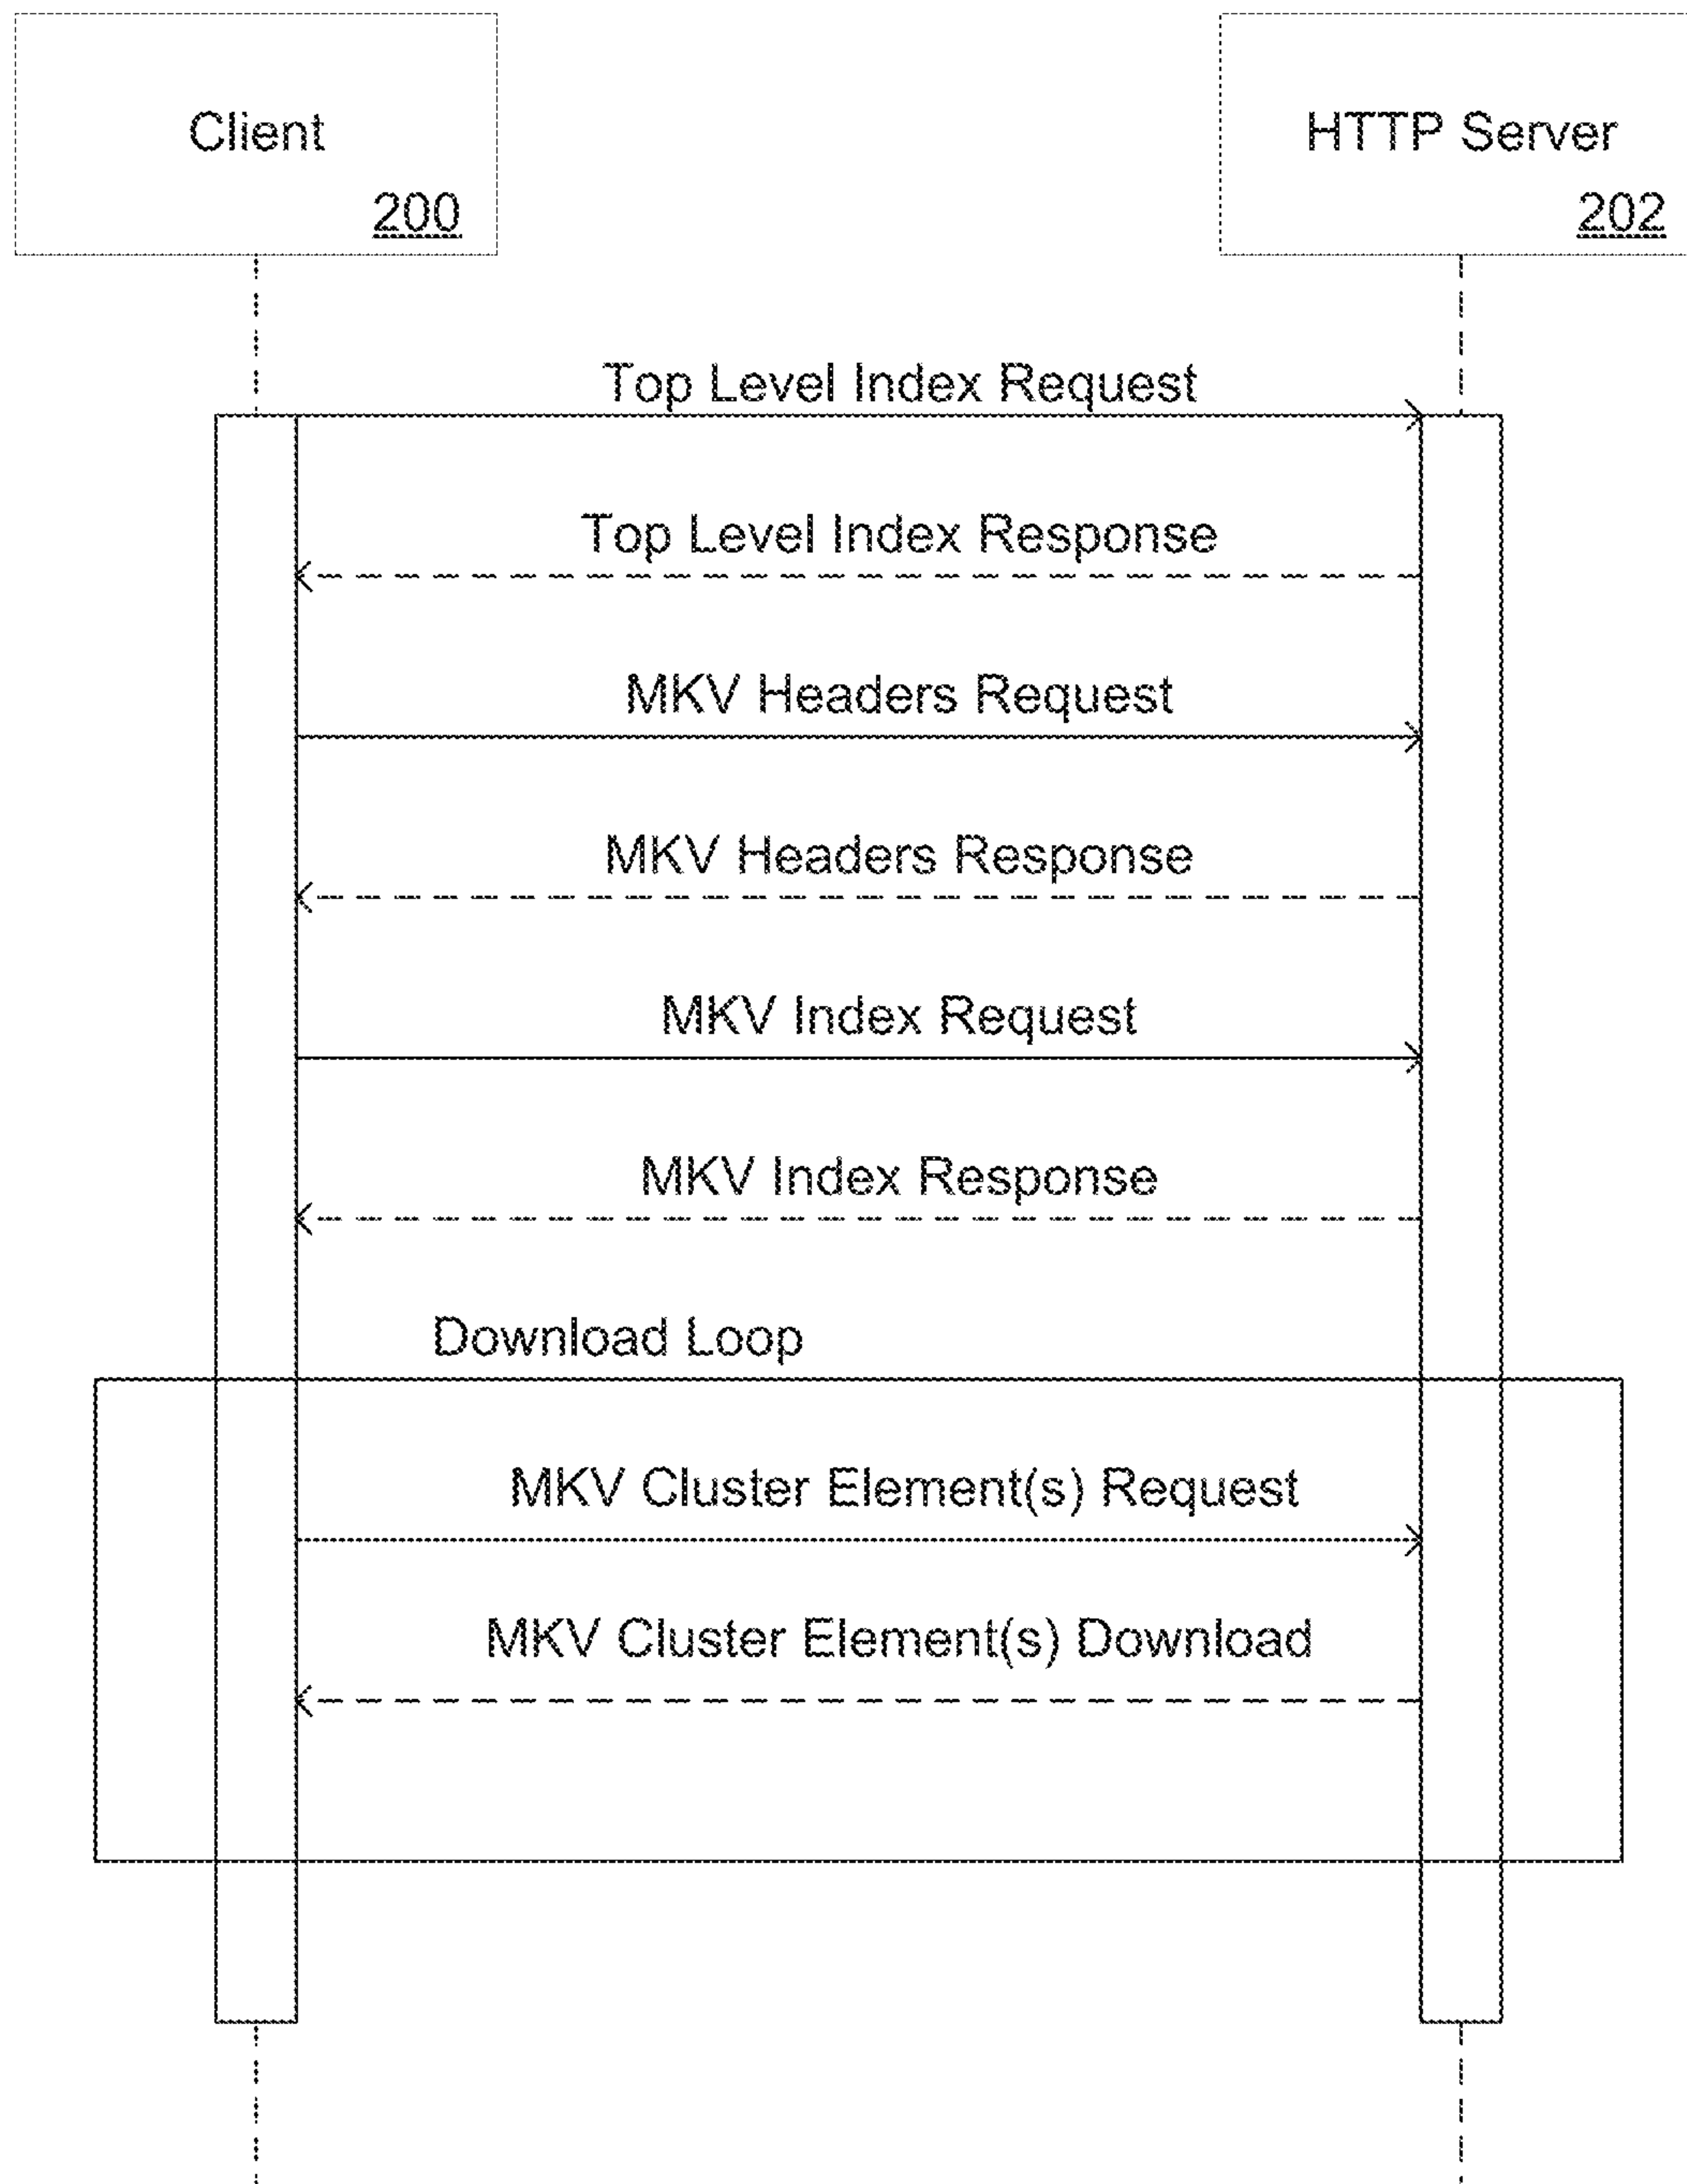 Client
200
HTTP Server
202
Top Level Index Request
Top Level Index Response
MKV Headers Request
MKV Headers Response
MKV Index Request
MKV Index Response
Download Loop
MKV Cluster Element(s) Request
MKV Cluster Element(s) Download